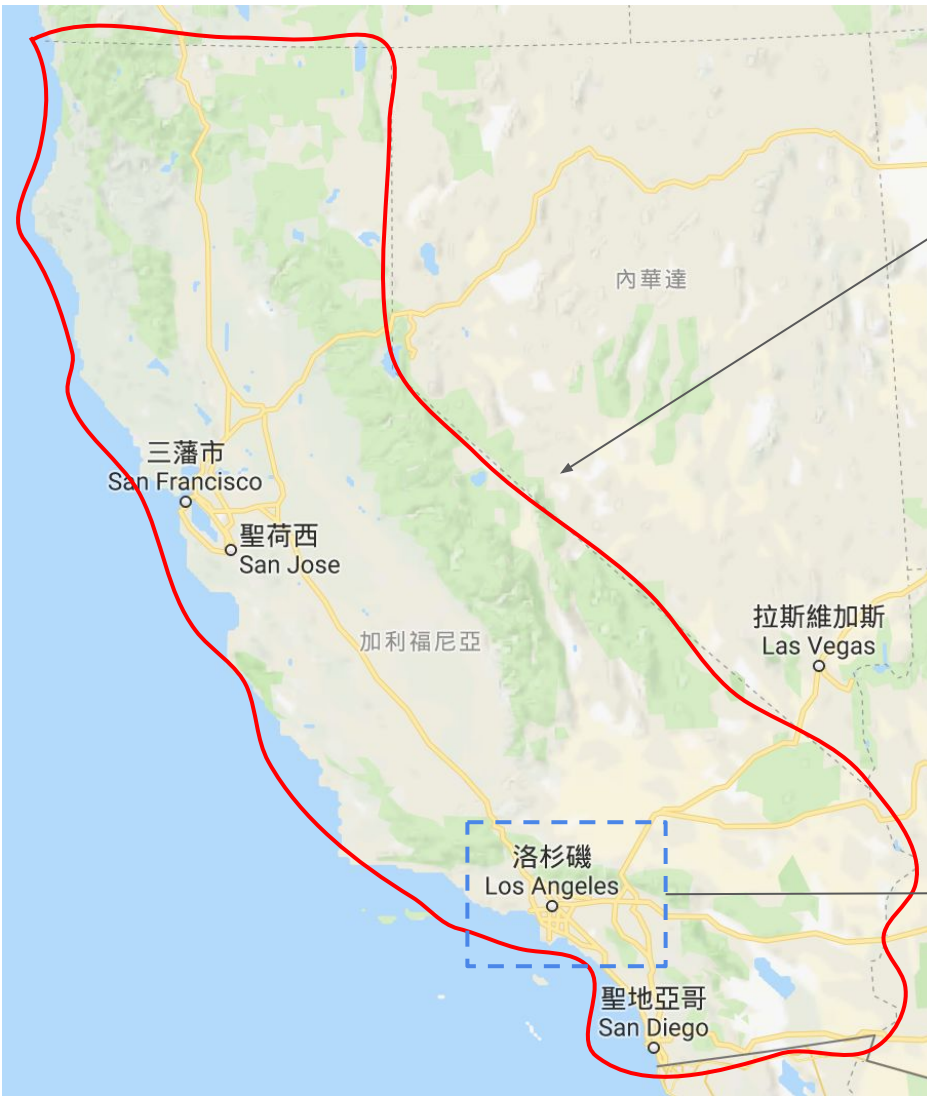 內華達
三藩市
San Francisco
聖荷西
San Jose
加利福尼亞
拉斯維加斯
Las Vegas
洛杉磯
Los Angeles
聖地亞哥
San Diego